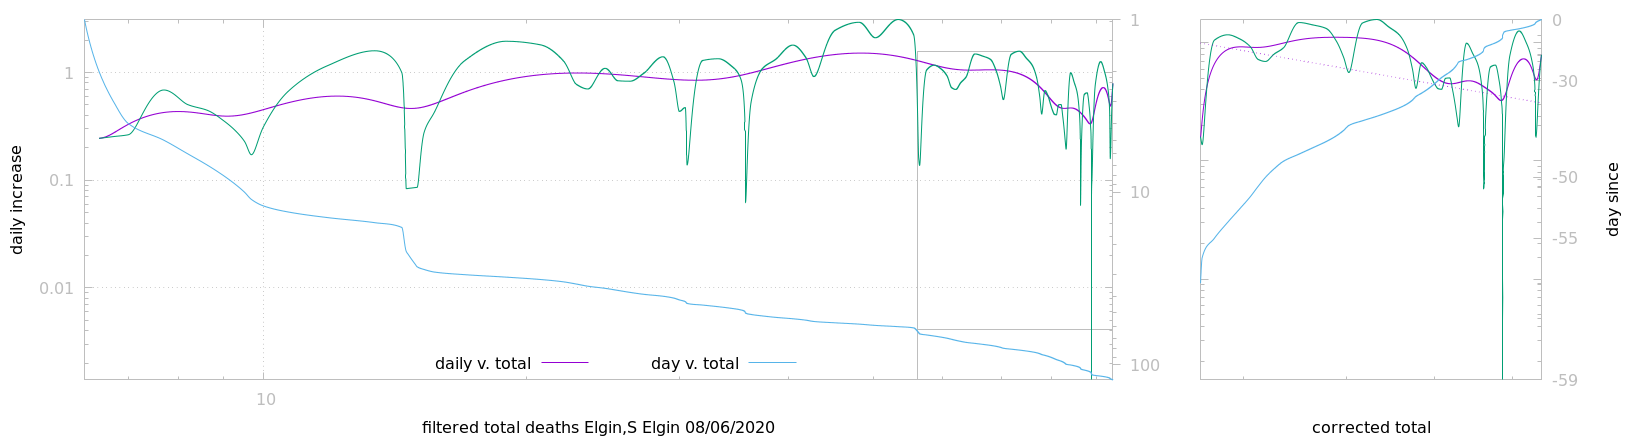 daily increase
1
0.1
0.01
10
1
10
100
daily v. total
day v. total
filtered total deaths Elgin,S Elgin 08/06/2020
0
-30
-50
-55
-59
day since
corrected total